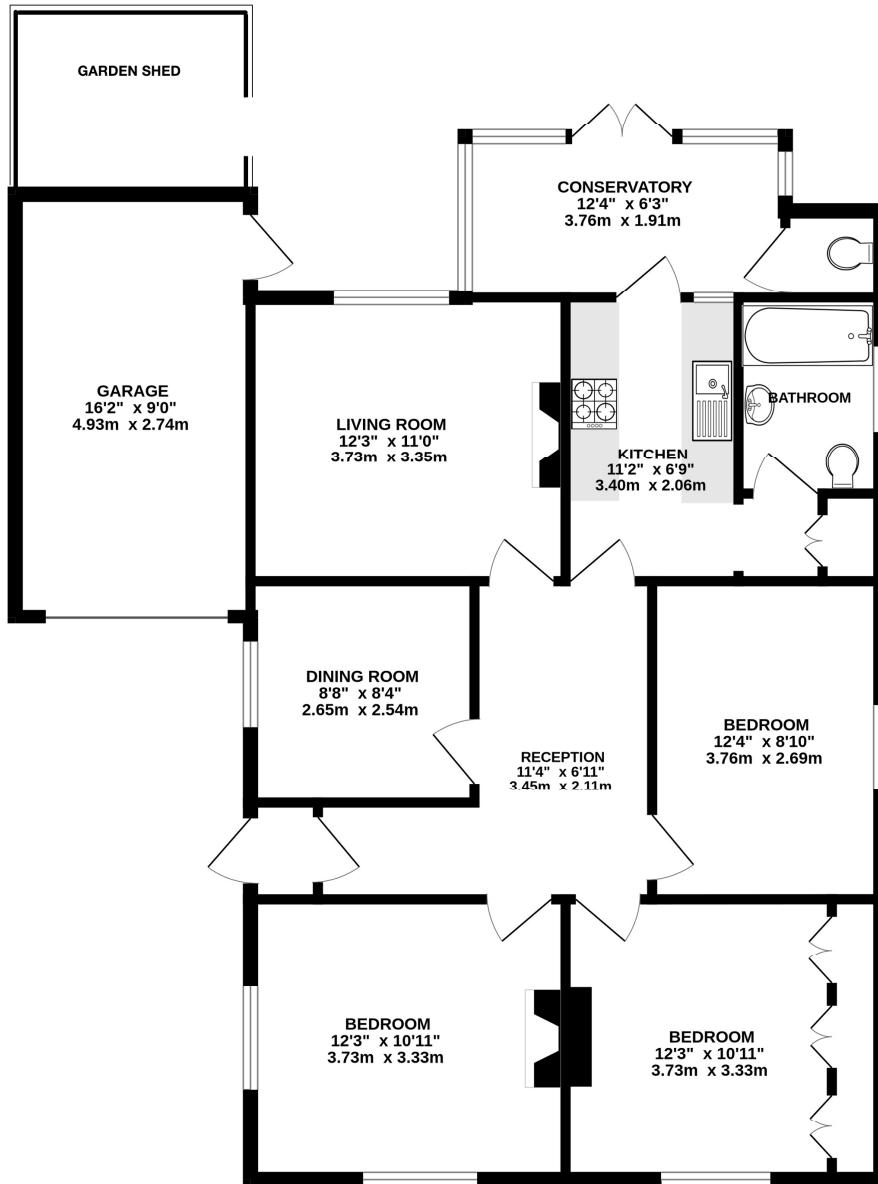 GARDEN SHED
CONSERVATORY
12'4" x 6'3"
3.76m x 1.91m
GARAGE
16'2" x 9'0"
4.93m x 2.74m
LIVING ROOM
12'3" x 11'0"
3.73m x 3.35m
KITCHEN
11'2" x 6'9"
3.40m x 2.06m
BATHROOM
DINING ROOM
8'8" x 8'4"
2.65m x 2.54m
RECEPTION
11'4" x 6'11"
3.45m x 2.11m
BEDROOM
12'4" x 8'10"
3.76m x 2.69m
BEDROOM
12'3" x 10'11"
3.73m x 3.33m
BEDROOM
12'3" x 10'11"
3.73m x 3.33m